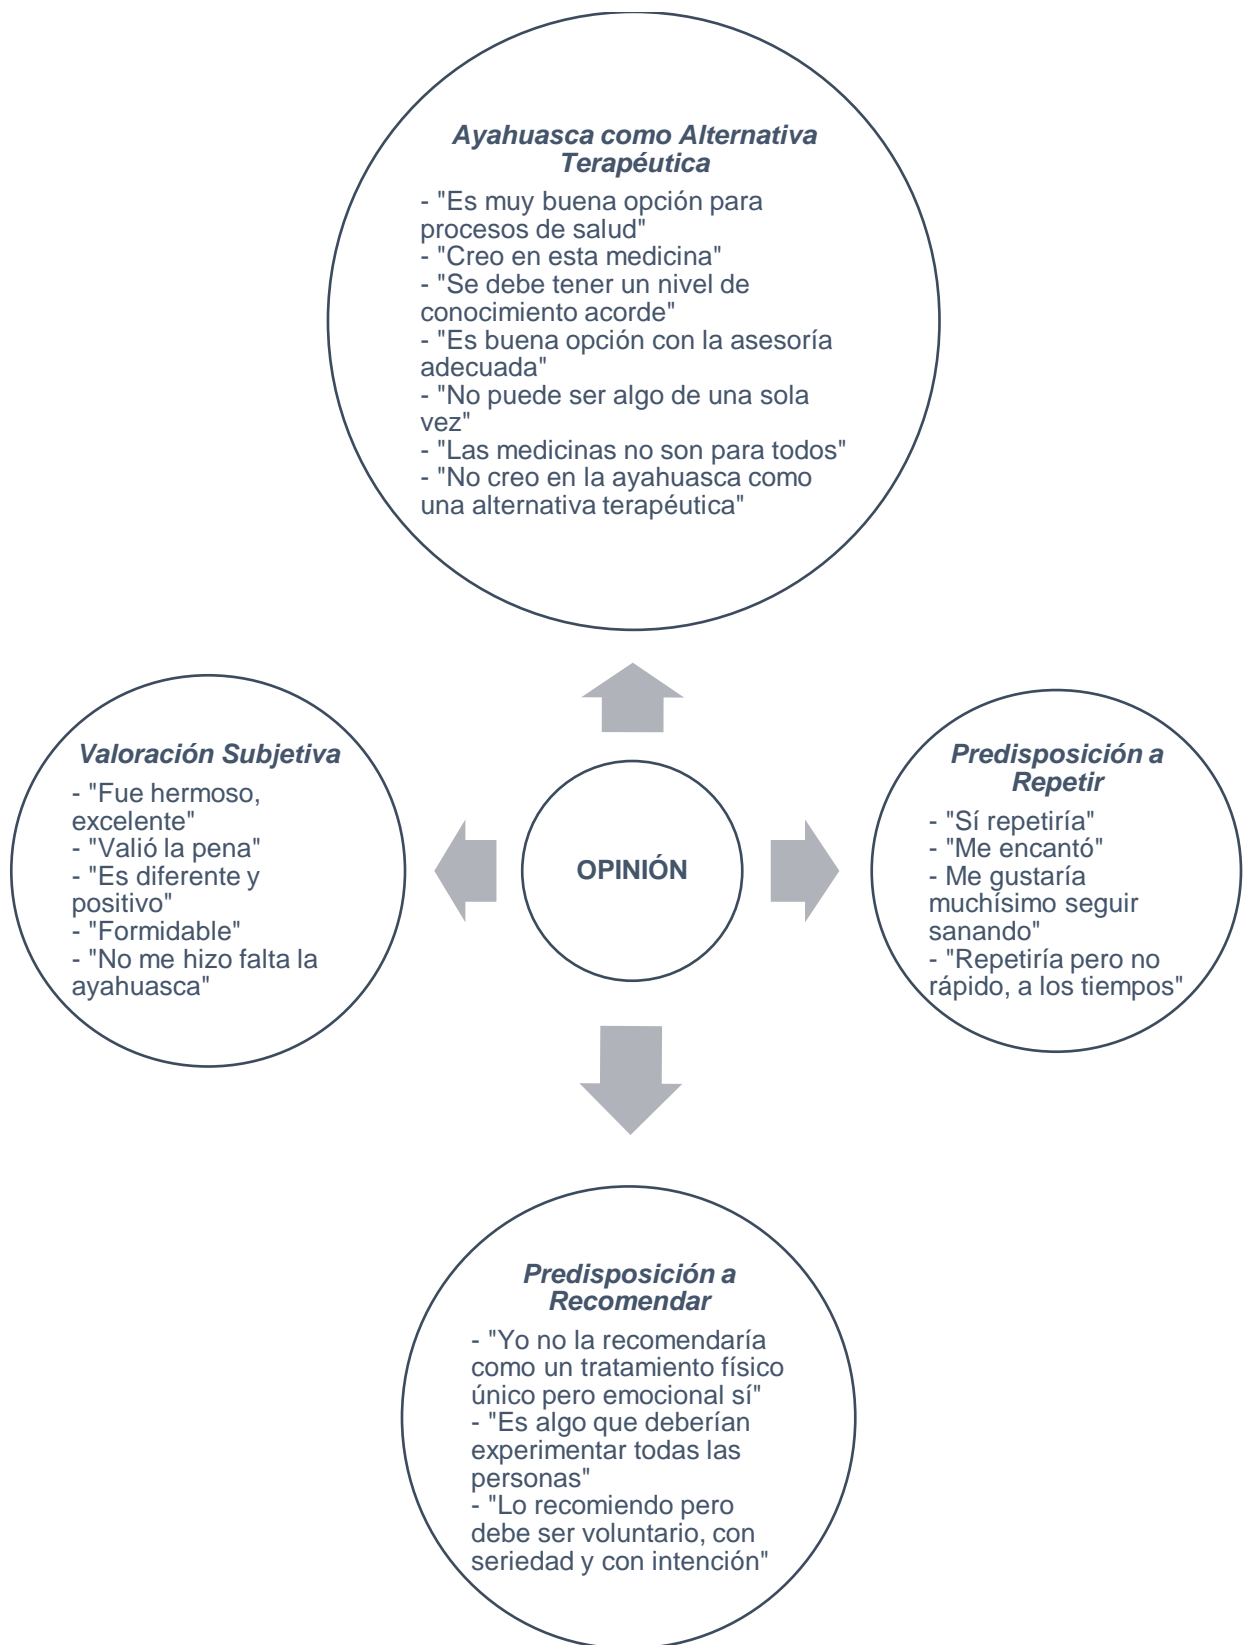 Ayahuasca como Alternativa
Terapéutica
- "Es muy buena opción para
procesos de salud"
- "Creo en esta medicina"
- "Se debe tener un nivel de
conocimiento acorde"
- "Es buena opción con la asesoría
adecuada"
- "No puede ser algo de una sola
vez"
- "Las medicinas no son para todos"
- "No creo en la ayahuasca como
una alternativa terapéutica"
Valoración Subjetiva
- "Fue hermoso,
excelente"
- "Valió la pena"
- "Es diferente y
positivo"
- "Formidable"
- "No me hizo falta la
ayahuasca"
OPINIÓN
Predisposición a
Repetir
- "Sí repetiría"
- "Me encantó"
- Me gustaría
muchísimo seguir
sanando"
- "Repetiría pero no
rápido, a los tiempos"
Predisposición a
Recomendar
- "Yo no la recomendaría
como un tratamiento físico
único pero emocional sí"
- "Es algo que deberían
experimentar todas las
personas"
- "Lo recomiendo pero
debe ser voluntario, con
seriedad y con intención"